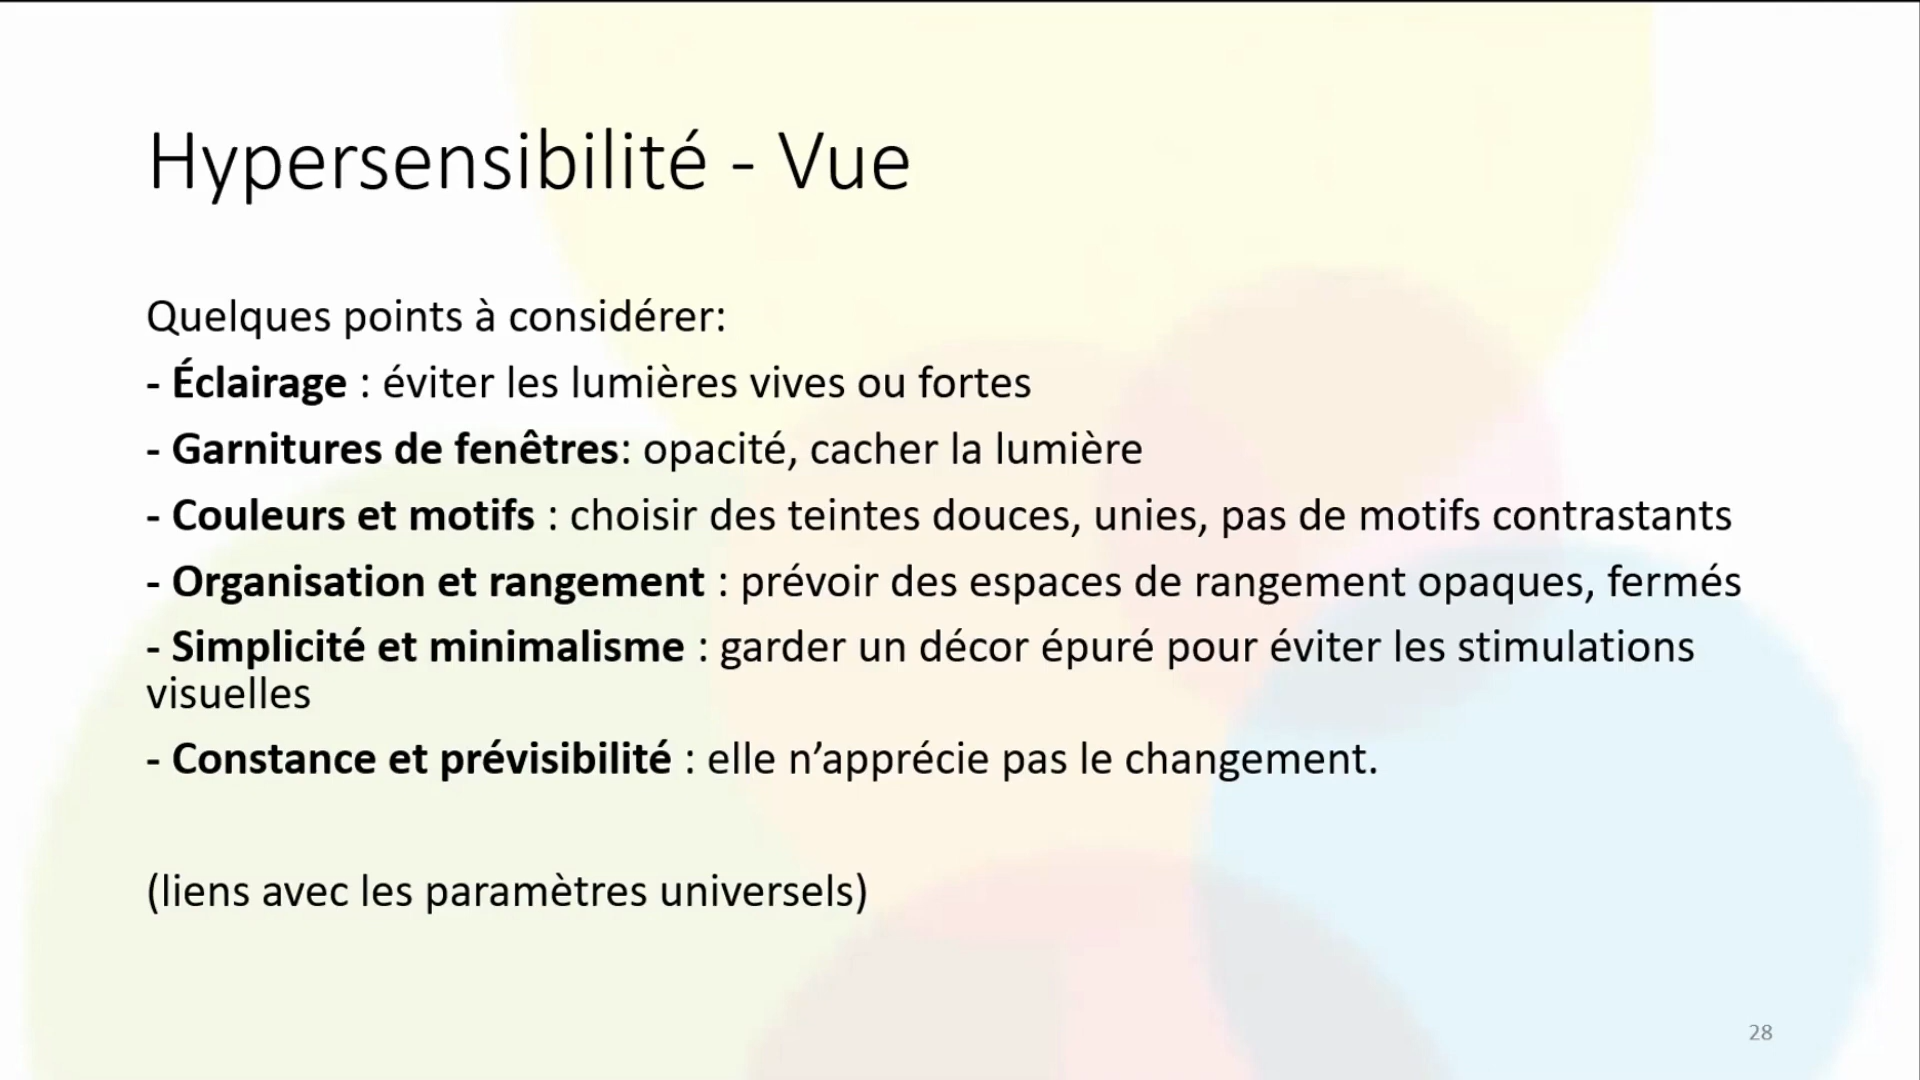 Hypersensibilité - Vue
Quelques points à considérer:
- Éclairage : éviter les lumières vives ou fortes
- Garnitures de fenêtres: opacité, cacher la lumière
- Couleurs et motifs : choisir des teintes douces, unies, pas de motifs contrastants
- Organisation et rangement : prévoir des espaces de rangement opaques, fermés
- Simplicité et minimalisme : garder un décor épuré pour éviter les stimulations
visuelles
- Constance et prévisibilité : elle n’apprécie pas le changement.
(liens avec les paramètres universels)
28